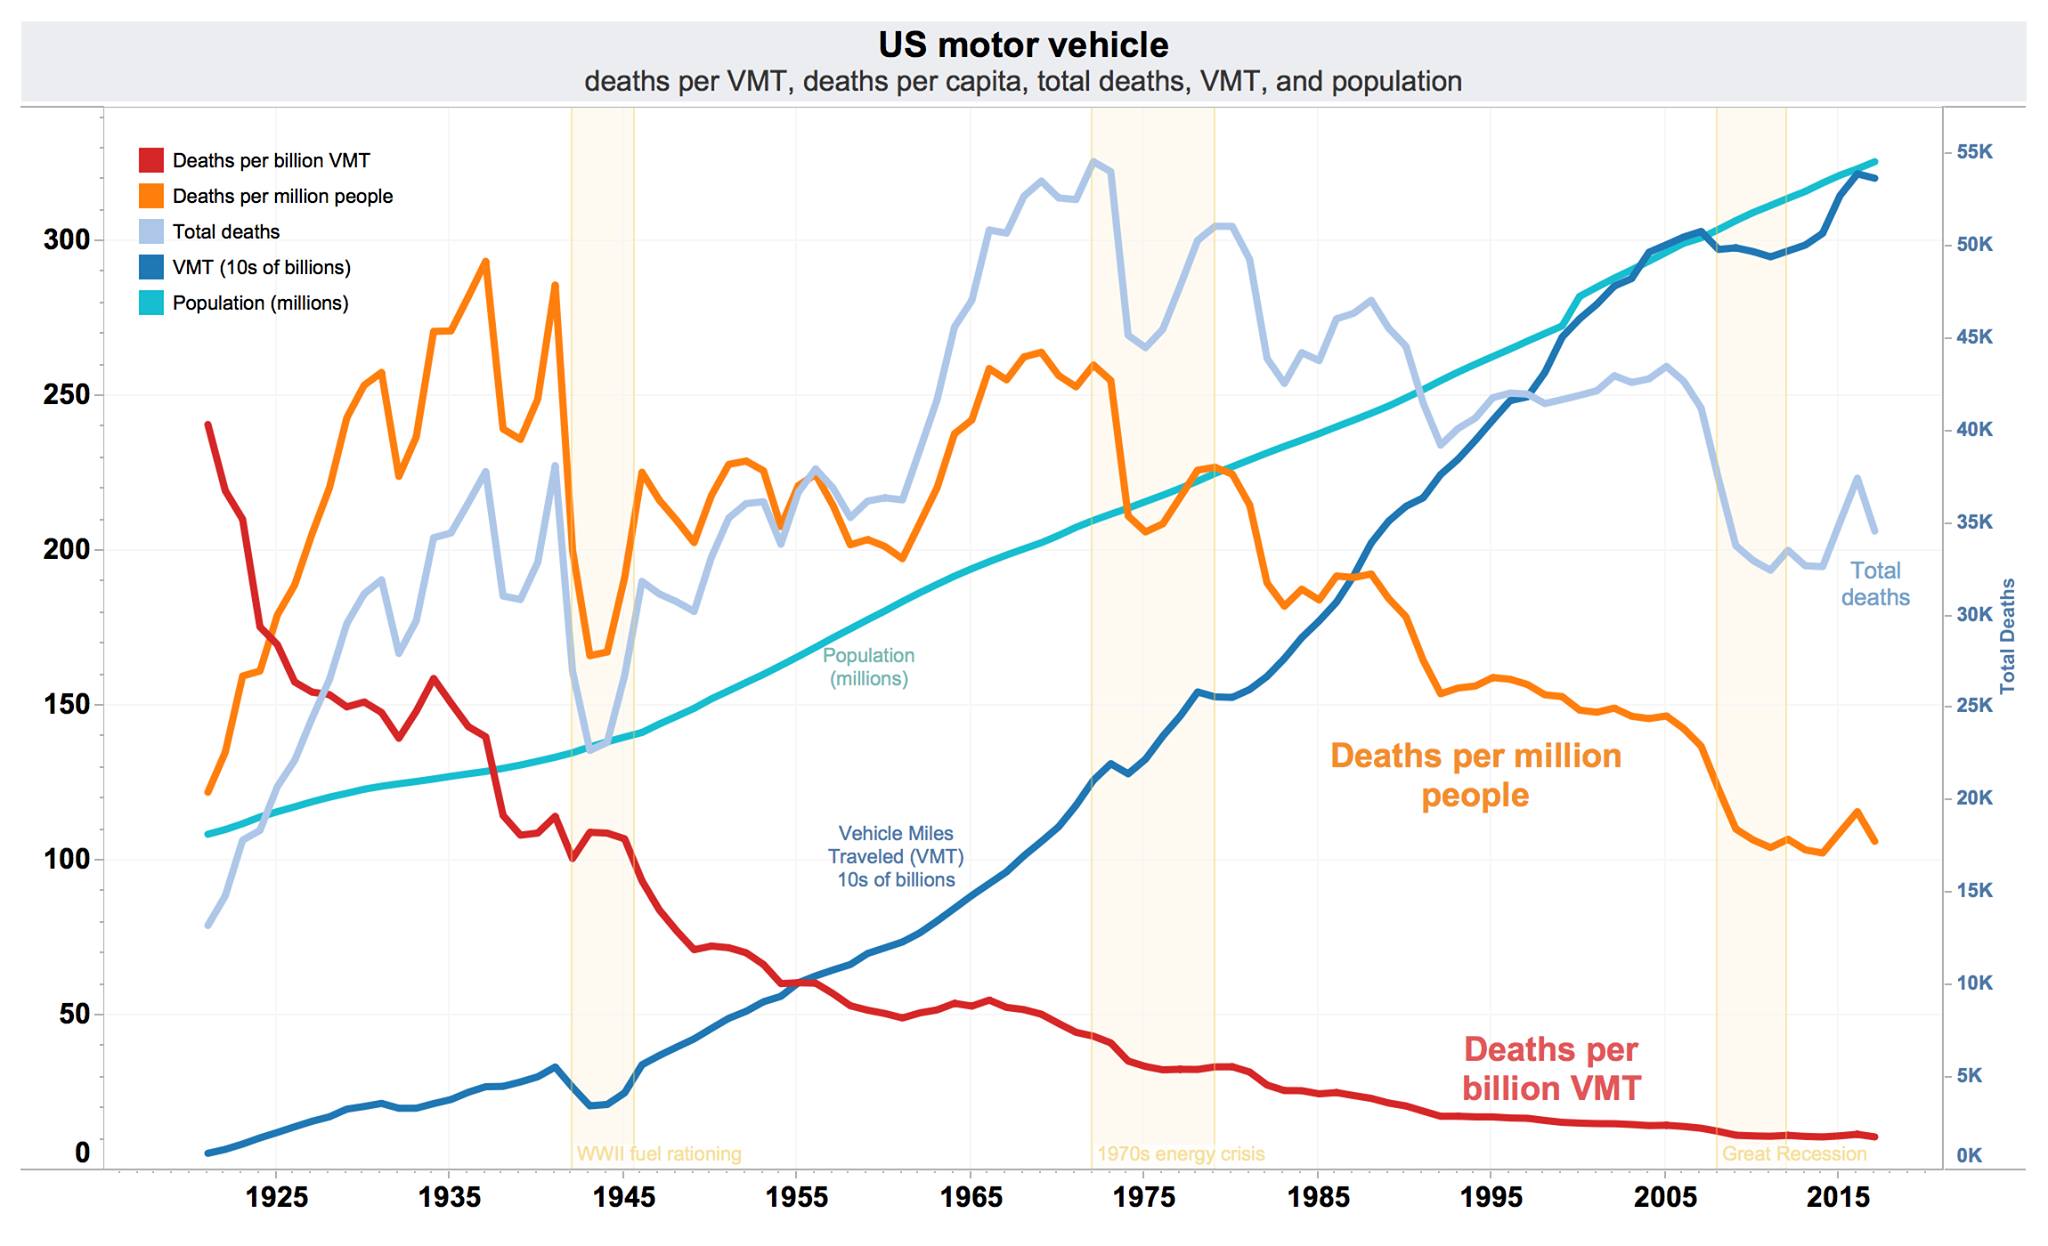 US motor vehicle
deaths per VMT, deaths per capita, total deaths, VMT, and population
Deaths per billion VMT
Deaths per million people
Total deaths
VMT (10s of billions)
Population (millions)
300
250
200
150
100
50
0
55K
50K
45K
40K
35K
30K
25K
20K
15K
10K
5K
0K
Total Deaths
Total
deaths
Population
(millions)
Deaths per million
people
Vehicle Miles
Traveled (VMT)
10s of billions
Deaths per
billion VMT
WWII fuel rationing
1970s energy crisis
Great Recession
1925
1935
1945
1955
1965
1975
1985
1995
2005
2015